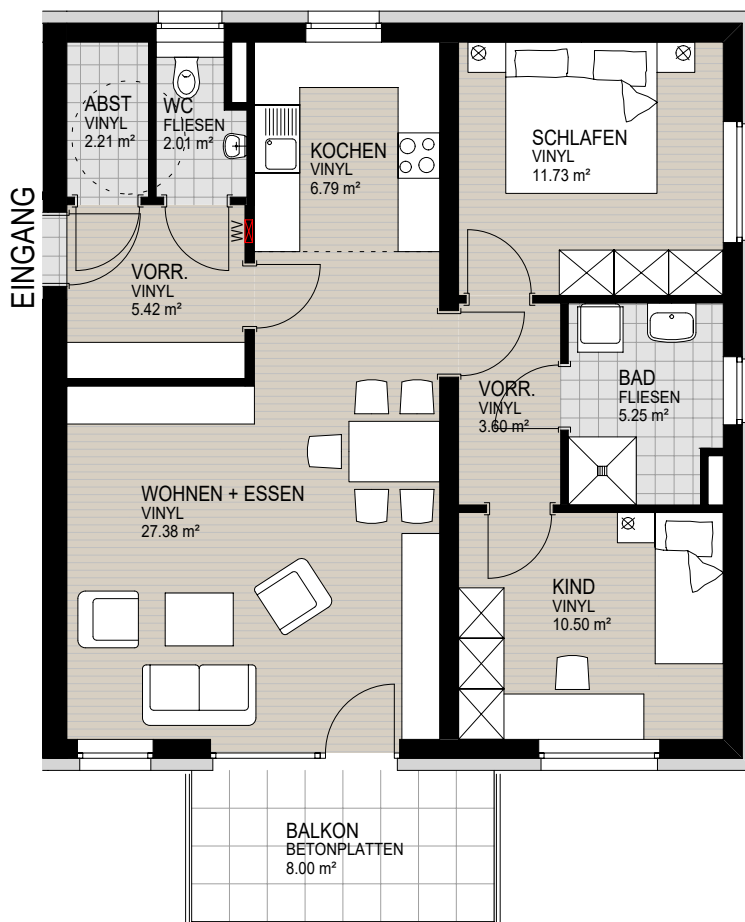 ABST
VINYL
2.21 m²
WC
FLIESEN
2.01 m²
KOCHEN
VINYL
6.79 m²
SCHLAFEN
VINYL
11.73 m²
EINGANG
WV
VORR.
VINYL
5.42 m²
VORR.
VINYL
3.60 m²
BAD
FLIESEN
5.25 m²
WOHNEN + ESSEN
VINYL
27.38 m²
KIND
VINYL
10.50 m²
BALKON
BETONPLATTEN
8.00 m²